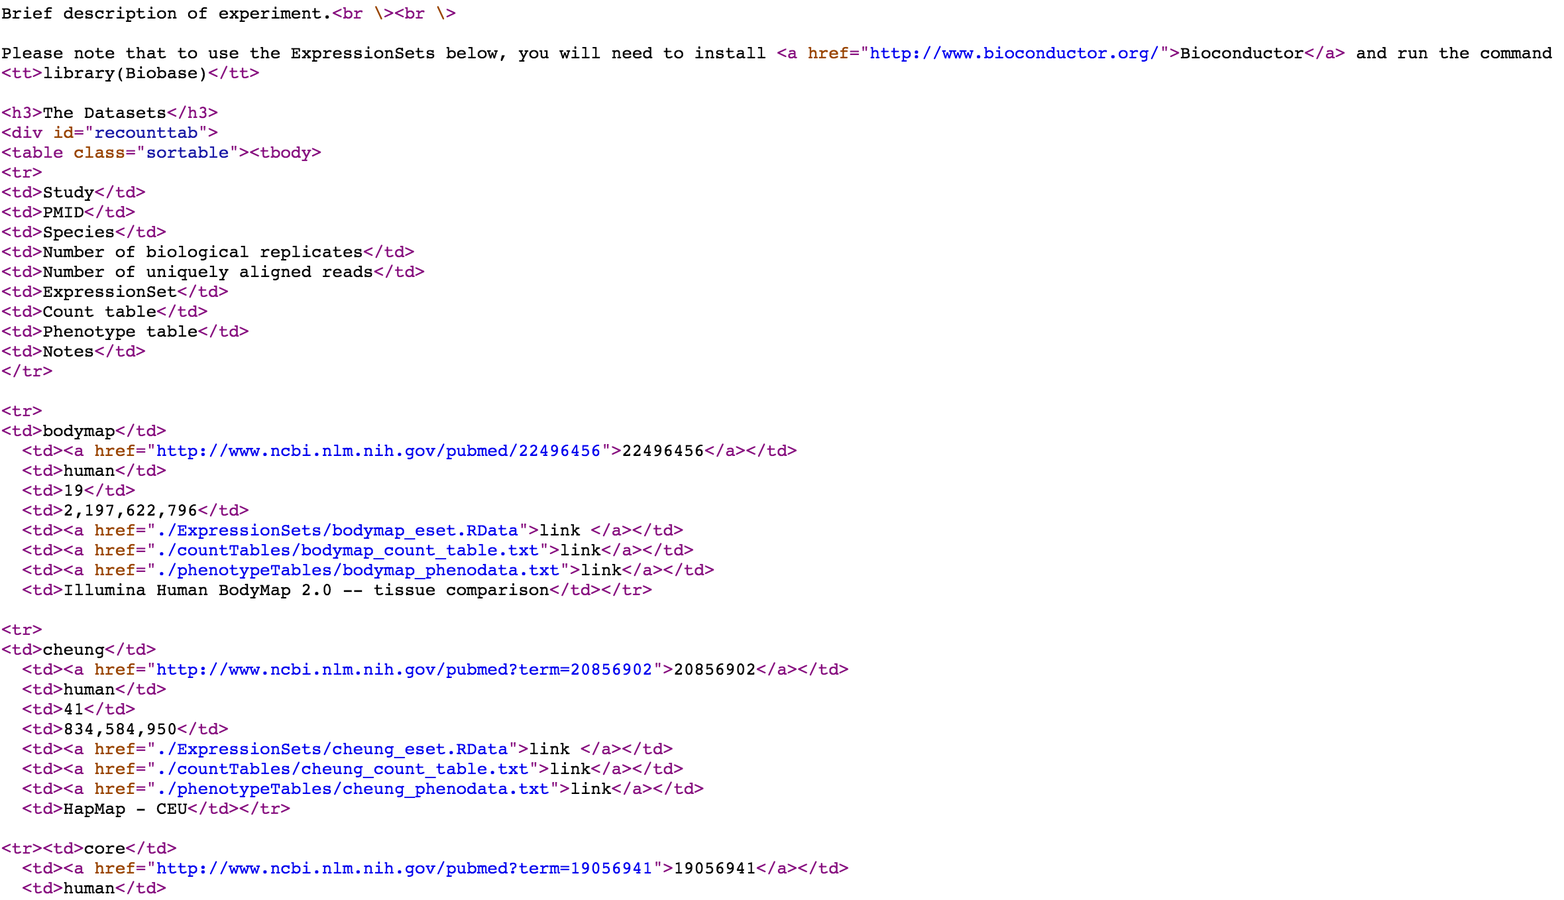 Brief description of experiment.<br \><br \>
Please note that to use the ExpressionSets below, you will need to install <a href="http://www.bioconductor.org/">Bioconductor</a> and run the command
<tt>library(Biobase)</tt>
<h3>The Datasets</h3>
<div id="recounttab">
<table class="sortable"><tbody>
<tr>
<td>Study</td>
<td>PMID</td>
<td>Species</td>
<td>Number of biological replicates</td>
<td>Number of uniquely aligned reads</td>
<td>ExpressionSet</td>
<td>Count table</td>
<td>Phenotype table</td>
<td>Notes</td>
</tr>
<tr>
<td>bodymap</td>
<td><a href="http://www.ncbi.nlm.nih.gov/pubmed/22496456">22496456</a></td>
<td>human</td>
<td>19</td>
<td>2,197,622,796</td>
<td><a href="./ExpressionSets/bodymap_eset.RData">link </a></td>
<td><a href="./countTables/bodymap_count_table.txt">link</a></td>
<td><a href="./phenotypeTables/bodymap_phenodata.txt">link</a></td>
<td>Illumina Human BodyMap 2.0 -- tissue comparison</td></tr>
<tr>
<td>cheung</td>
<td><a href="http://www.ncbi.nlm.nih.gov/pubmed?term=20856902">20856902</a></td>
<td>human</td>
<td>41</td>
<td>834,584,950</td>
<td><a href="./ExpressionSets/cheung_eset.RData">link </a></td>
<td><a href="./countTables/cheung_count_table.txt">link</a></td>
<td><a href="./phenotypeTables/cheung_phenodata.txt">link</a></td>
<td>HapMap - CEU</td></tr>
<tr><td>core</td>
<td><a href="http://www.ncbi.nlm.nih.gov/pubmed?term=19056941">19056941</a></td>
<td>human</td>